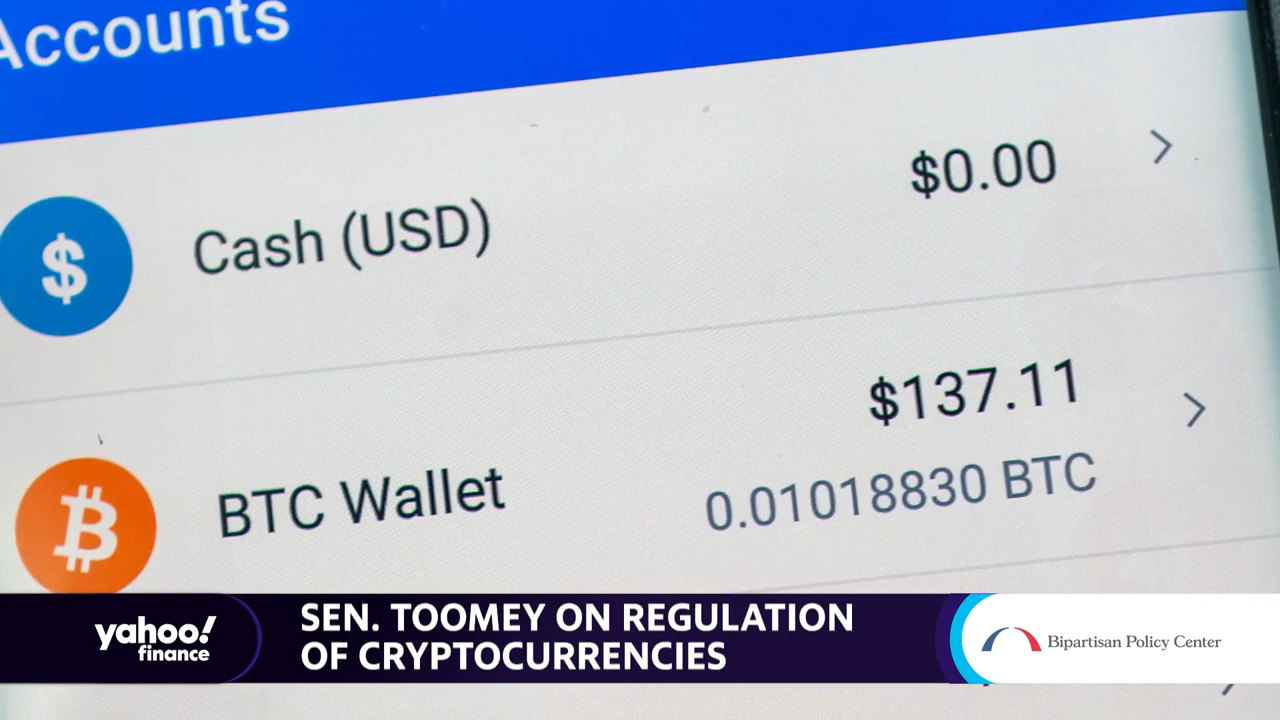 Accounts
$
Cash (USD)
$0.00
₿
BTC Wallet
$137.11
0.01018830 BTC
yahoo!
finance
SEN. TOOMEY ON REGULATION
OF CRYPTOCURRENCIES
Bipartisan Policy Center